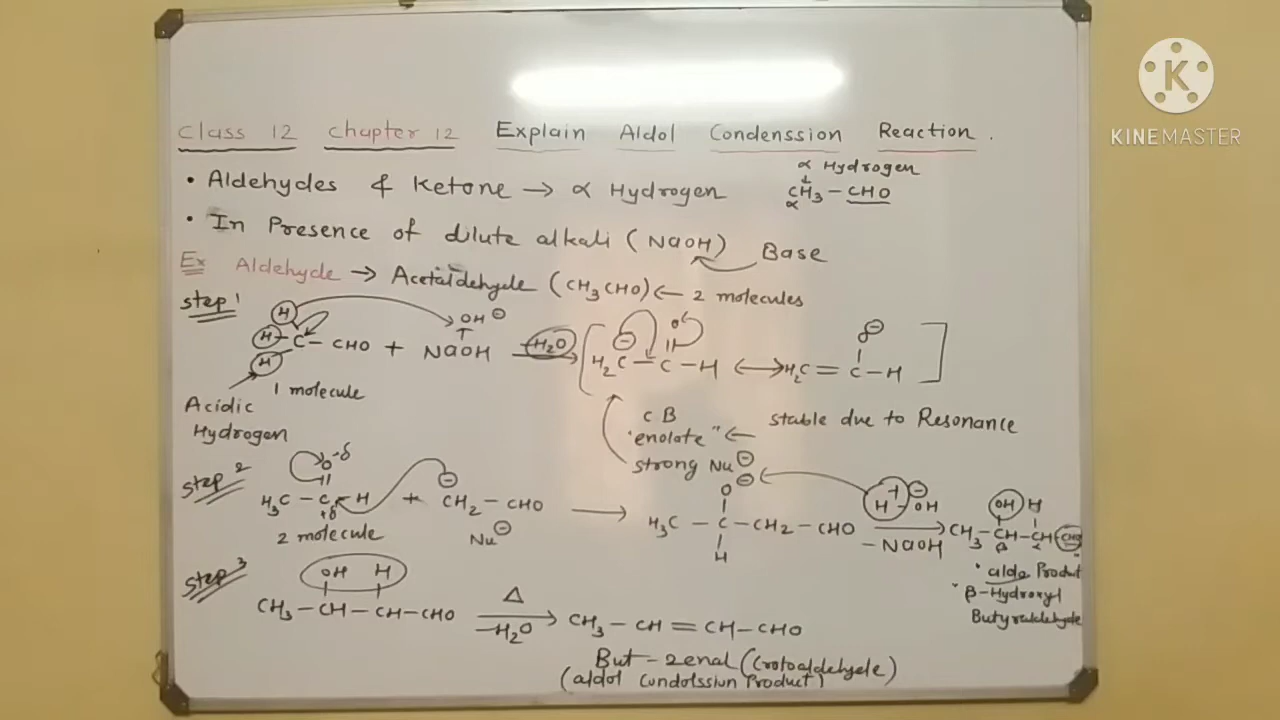 KINEMASTER
Class 12 Chapter 12 Explain Aldol Condenssion Reaction.
α Hydrogen
• Aldehydes & Ketone → α Hydrogen
CH3 - CHO
α
• In Presence of dilute alkali (NaOH)
Base
Ex Aldehyde → Acetaldehyde (CH3CHO) ← 2 molecules
Step 1
H
H - C - CHO + NaOH
OH⊖
H
-H2O
H2C⊖ - C - H ⟷ H2C = C - H
O
O⊖
1 molecule
Acidic
Hydrogen
CB
"enolate" ← stable due to Resonance
strong Nu⊖
Step 2
O-δ
H3C - C - H + ⊖CH2 - CHO →
+δ
2 molecule
Nu⊖
O⊖
H3C - C - CH2 - CHO
H
H+ ⊖OH
- NaOH
OH H
CH3 - CH - CH - CHO
β α
"aldo Product
"β-Hydroxyl
Butyraldehyde
Step 3
OH H
CH3 - CH - CH - CHO
Δ
-H2O
→ CH3 - CH = CH - CHO
But-2enal (Crotoaldehyde)
(aldol Condolssiun Product)